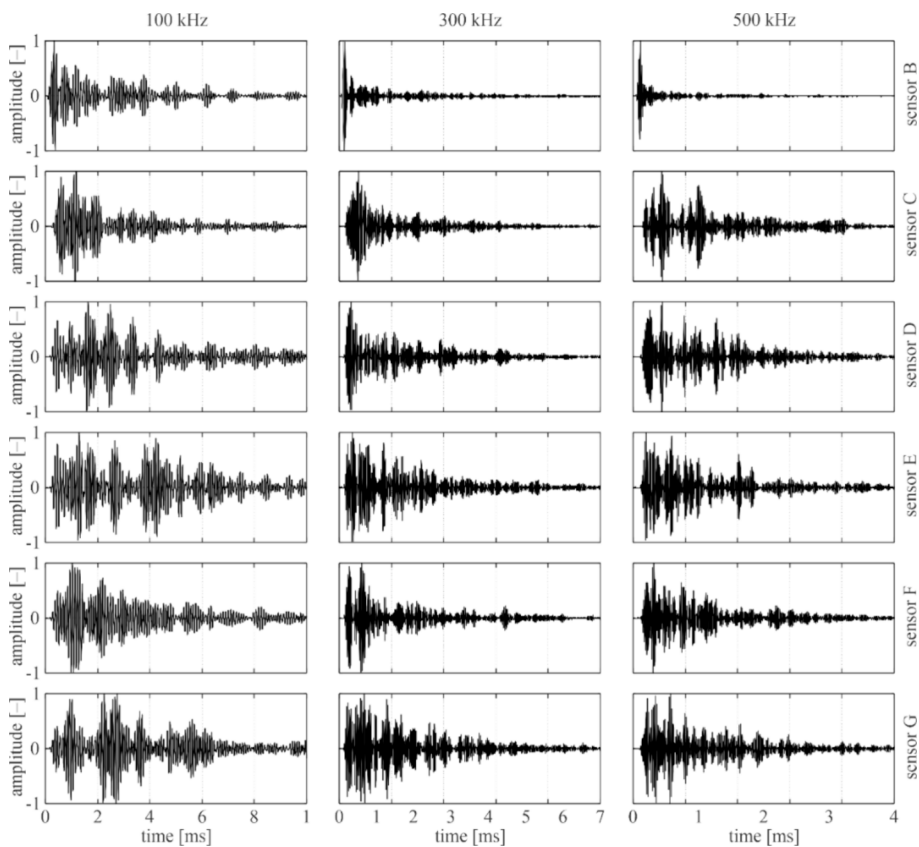 100 kHz
300 kHz
500 kHz
amplitude [–]
1
0
-1
sensor B
amplitude [–]
1
0
-1
sensor C
amplitude [–]
1
0
-1
sensor D
amplitude [–]
1
0
-1
sensor E
amplitude [–]
1
0
-1
sensor F
amplitude [–]
1
0
-1
sensor G
0 2 4 6 8 1
0 1 2 3 4 5 6 7
0 1 2 3 4
time [ms]
time [ms]
time [ms]